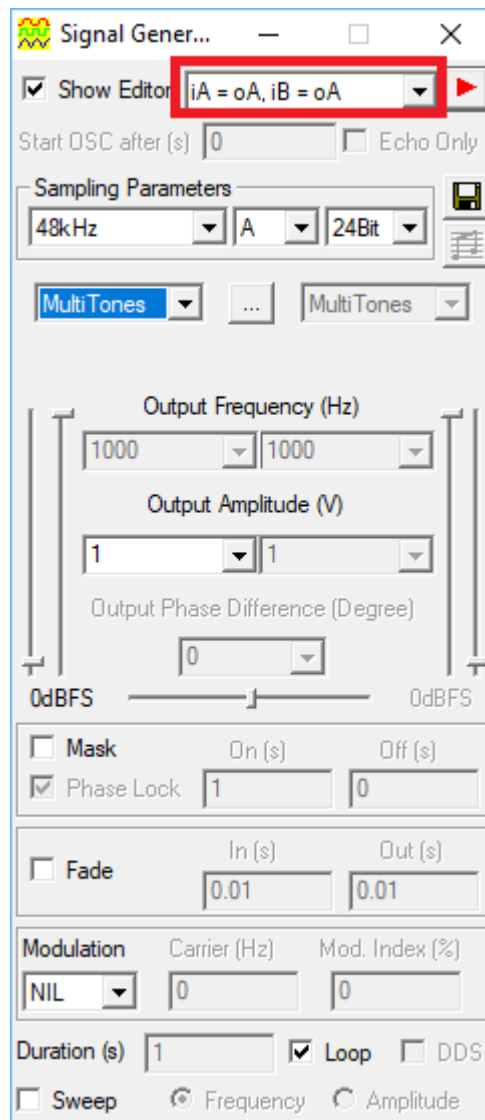 Signal Gener...
Show Editor iA = oA, iB = oA
Start OSC after (s) 0 Echo Only
Sampling Parameters
48kHz A 24Bit
MultiTones ... MultiTones
Output Frequency (Hz)
1000 1000
Output Amplitude (V)
1 1
Output Phase Difference (Degree)
0
0dBFS 0dBFS
Mask On (s) Off (s)
Phase Lock 1 0
Fade In (s) Out (s)
0.01 0.01
Modulation Carrier (Hz) Mod. Index (%)
NIL 0 0
Duration (s) 1 Loop DDS
Sweep Frequency Amplitude